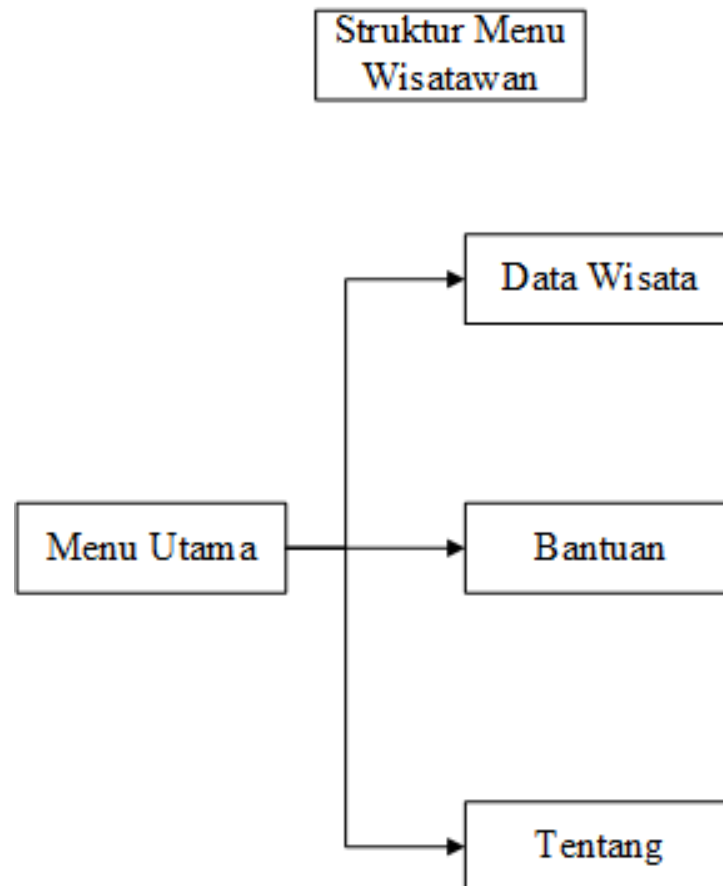 Struktur Menu
Wisatawan
Data Wisata
Menu Utama
Bantuan
Tentang